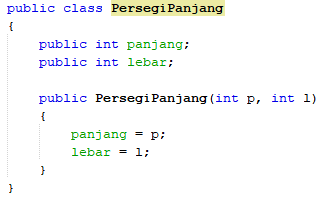 public class PersegiPanjang
{
    public int panjang;
    public int lebar;

    public PersegiPanjang(int p, int l)
    {
        panjang = p;
        lebar = l;
    }
}